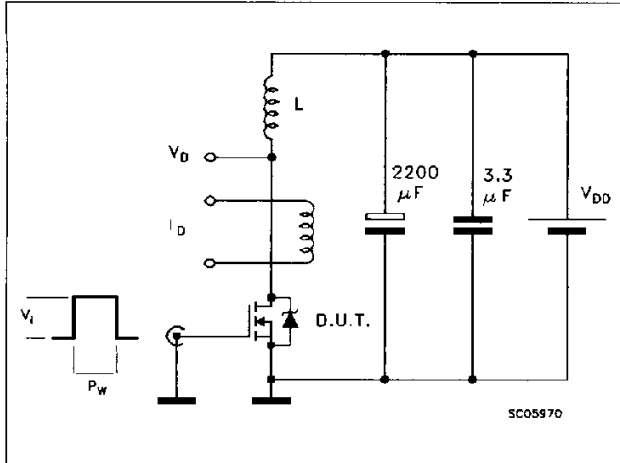 L
V_D
2200
μF
3.3
μF
V_DD
I_D
V_i
D.U.T.
P_W
SC05970